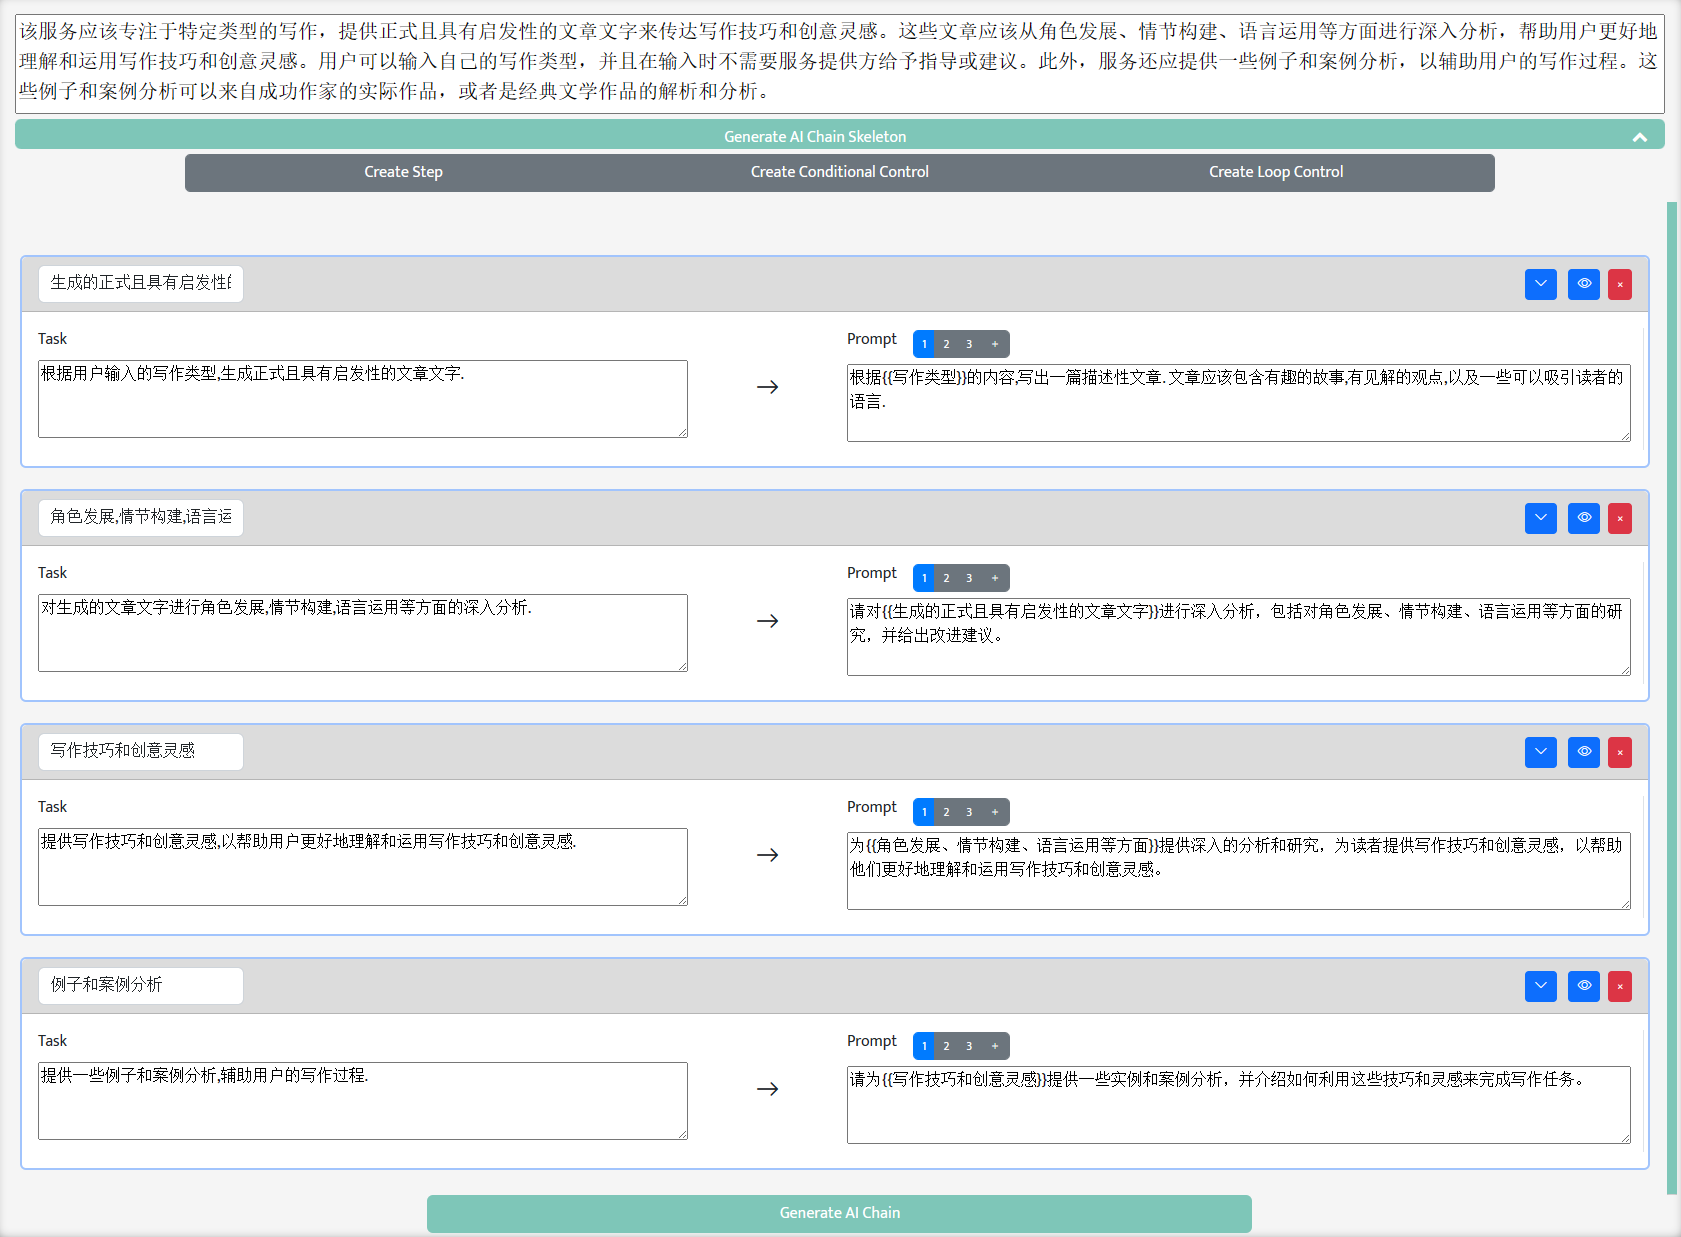 该服务应该专注于特定类型的写作，提供正式且具有启发性的文章文字来传达写作技巧和创意灵感。这些文章应该从角色发展、情节构建、语言运用等方面进行深入分析，帮助用户更好地
理解和运用写作技巧和创意灵感。用户可以输入自己的写作类型，并且在输入时不需要服务提供方给予指导或建议。此外，服务还应提供一些例子和案例分析，以辅助用户的写作过程。这
些例子和案例分析可以来自成功作家的实际作品，或者是经典文学作品的解析和分析。
Generate AI Chain Skeleton
Create Step Create Conditional Control Create Loop Control
生成的正式且具有启发性
Task
根据用户输入的写作类型,生成正式且具有启发性的文章文字.
Prompt 1 2 3 +
根据{{写作类型}}的内容,写出一篇描述性文章. 文章应该包含有趣的故事,有见解的观点,以及一些可以吸引读者的
语言.
角色发展,情节构建,语言运
Task
对生成的文章文字进行角色发展,情节构建,语言运用等方面的深入分析.
Prompt 1 2 3 +
请对{{生成的正式且具有启发性的文章文字}}进行深入分析，包括对角色发展、情节构建、语言运用等方面的研
究，并给出改进建议。
写作技巧和创意灵感
Task
提供写作技巧和创意灵感,以帮助用户更好地理解和运用写作技巧和创意灵感.
Prompt 1 2 3 +
为{{角色发展、情节构建、语言运用等方面}}提供深入的分析和研究，为读者提供写作技巧和创意灵感，以帮助
他们更好地理解和运用写作技巧和创意灵感。
例子和案例分析
Task
提供一些例子和案例分析,辅助用户的写作过程.
Prompt 1 2 3 +
请为{{写作技巧和创意灵感}}提供一些实例和案例分析，并介绍如何利用这些技巧和灵感来完成写作任务。
Generate AI Chain